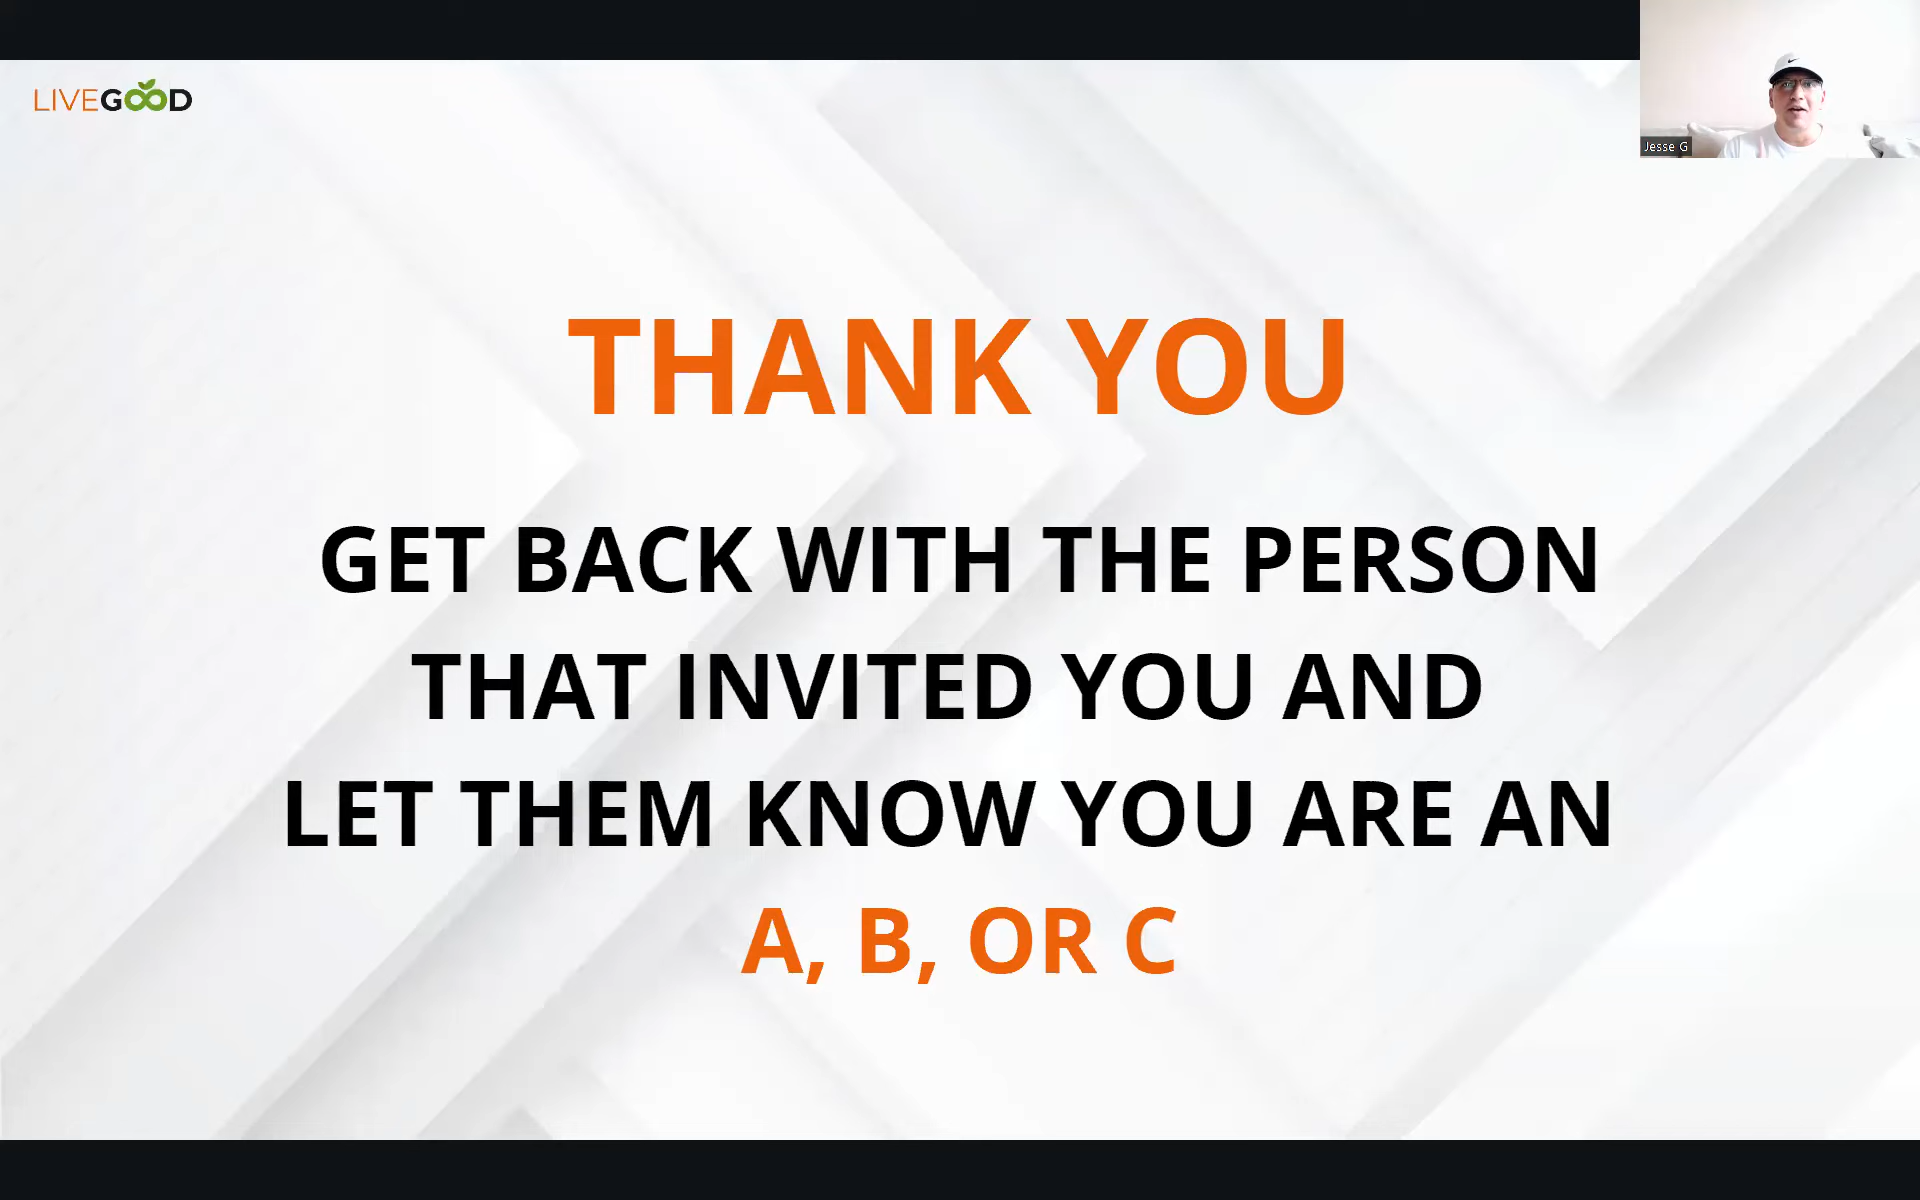 LIVEGOOD
Jesse G
THANK YOU
GET BACK WITH THE PERSON
THAT INVITED YOU AND
LET THEM KNOW YOU ARE AN
A, B, OR C